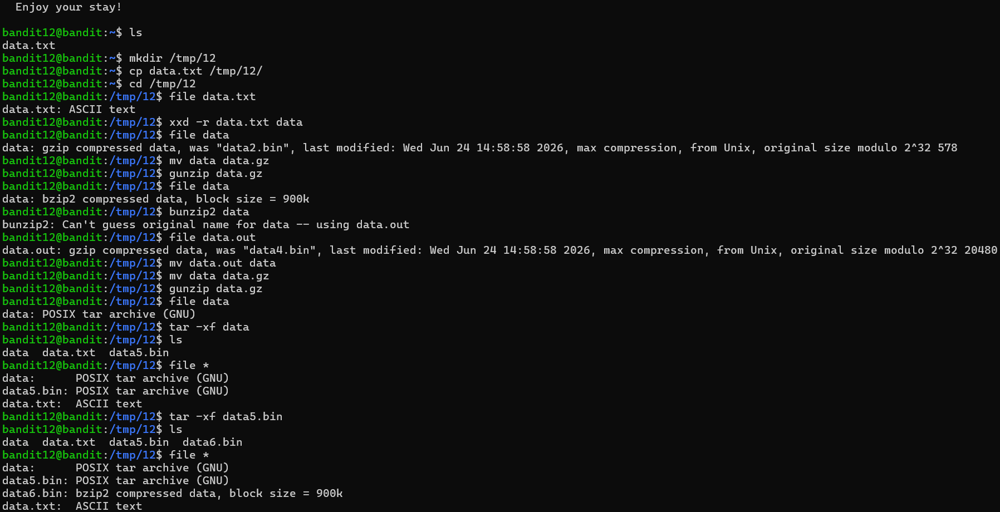 Enjoy your stay!
bandit12@bandit:~$ ls
data.txt
bandit12@bandit:~$ mkdir /tmp/12
bandit12@bandit:~$ cp data.txt /tmp/12/
bandit12@bandit:~$ cd /tmp/12
bandit12@bandit:/tmp/12$ file data.txt
data.txt: ASCII text
bandit12@bandit:/tmp/12$ xxd -r data.txt data
bandit12@bandit:/tmp/12$ file data
data: gzip compressed data, was "data2.bin", last modified: Wed Jun 24 14:58:58 2026, max compression, from Unix, original size modulo 2^32 578
bandit12@bandit:/tmp/12$ mv data data.gz
bandit12@bandit:/tmp/12$ gunzip data.gz
bandit12@bandit:/tmp/12$ file data
data: bzip2 compressed data, block size = 900k
bandit12@bandit:/tmp/12$ bunzip2 data
bunzip2: Can't guess original name for data -- using data.out
bandit12@bandit:/tmp/12$ file data.out
data.out: gzip compressed data, was "data4.bin", last modified: Wed Jun 24 14:58:58 2026, max compression, from Unix, original size modulo 2^32 20480
bandit12@bandit:/tmp/12$ mv data.out data
bandit12@bandit:/tmp/12$ mv data data.gz
bandit12@bandit:/tmp/12$ gunzip data.gz
bandit12@bandit:/tmp/12$ file data
data: POSIX tar archive (GNU)
bandit12@bandit:/tmp/12$ tar -xf data
bandit12@bandit:/tmp/12$ ls
data  data.txt  data5.bin
bandit12@bandit:/tmp/12$ file *
data:      POSIX tar archive (GNU)
data5.bin: POSIX tar archive (GNU)
data.txt:  ASCII text
bandit12@bandit:/tmp/12$ tar -xf data5.bin
bandit12@bandit:/tmp/12$ ls
data  data.txt  data5.bin  data6.bin
bandit12@bandit:/tmp/12$ file *
data:      POSIX tar archive (GNU)
data5.bin: POSIX tar archive (GNU)
data6.bin: bzip2 compressed data, block size = 900k
data.txt:  ASCII text